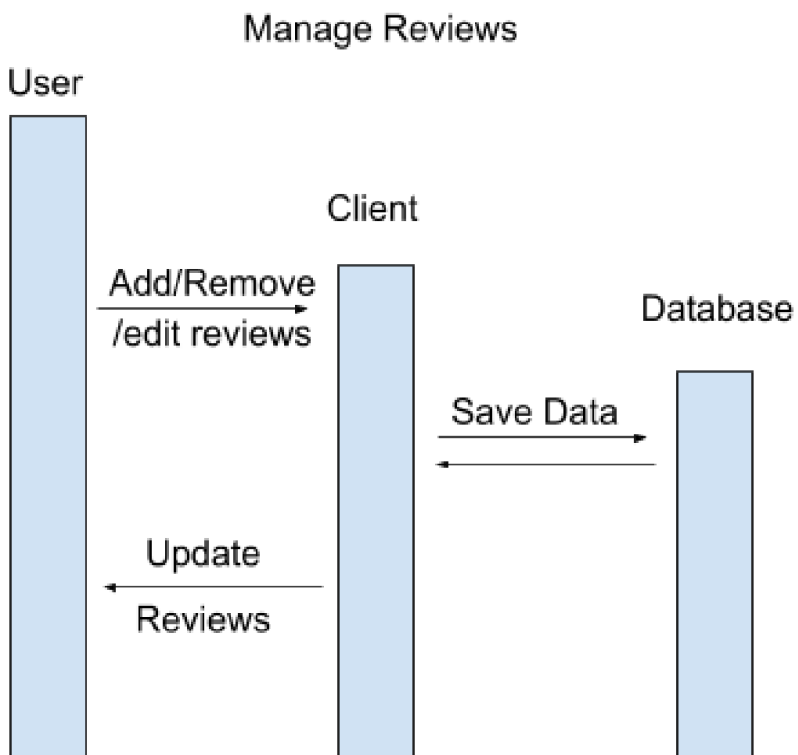 Manage Reviews
User
Client
Add/Remove
/edit reviews
Database
Save Data
Update
Reviews